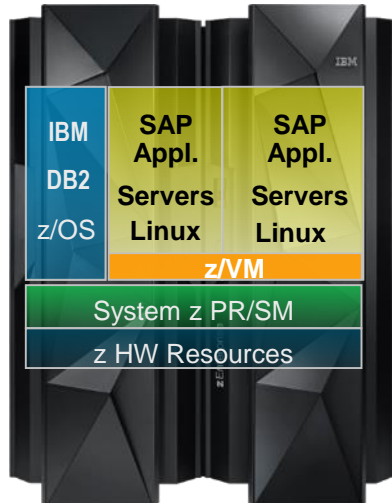 IBM
IBM
DB2
z/OS
SAP
Appl.
Servers
Linux
SAP
Appl.
Servers
Linux
z/VM
System z PR/SM
z HW Resources